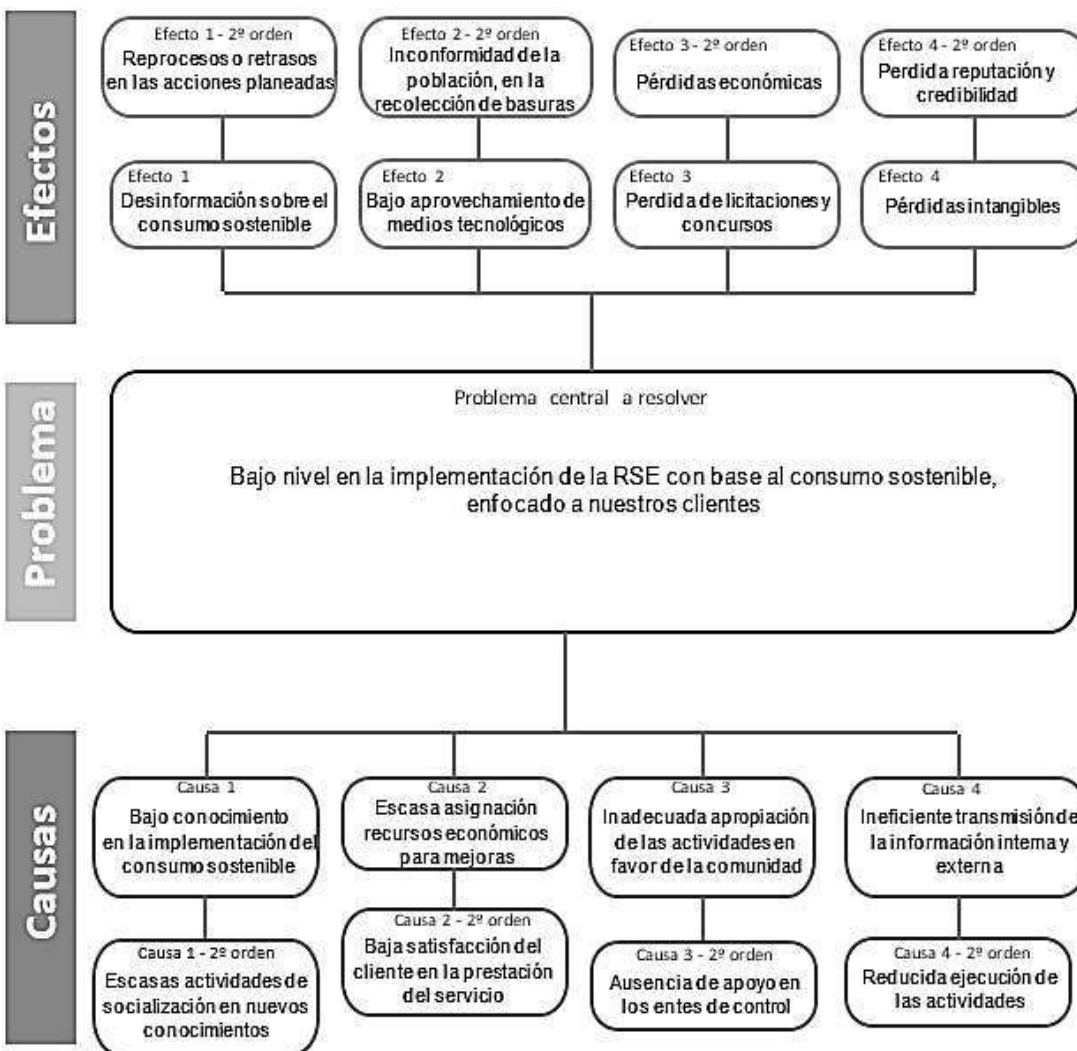 Efectos
Efecto 1 - 2º orden
Reprocesos o retrasos
en las acciones planeadas
Efecto 2 - 2º orden
Inconformidad de la
población, en la
recolección de basuras
Efecto 3 - 2º orden
Pérdidas económicas
Efecto 4 - 2º orden
Perdida reputación y
credibilidad
Efecto 1
Desinformación sobre el
consumo sostenible
Efecto 2
Bajo aprovechamiento de
medios tecnológicos
Efecto 3
Perdida de licitaciones y
concursos
Efecto 4
Pérdidas intangibles
Problema
Problema central a resolver
Bajo nivel en la implementación de la RSE con base al consumo sostenible,
enfocado a nuestros clientes
Causas
Causa 1
Bajo conocimiento
en la implementación del
consumo sostenible
Causa 2
Escasa asignación
recursos económicos
para mejoras
Causa 3
Inadecuada apropiación
de las actividades en
favor de la comunidad
Causa 4
Ineficiente transmisión de
la información interna y
externa
Causa 1 - 2º orden
Escasas actividades de
socialización en nuevos
conocimientos
Causa 2 - 2º orden
Baja satisfacción del
cliente en la prestación
del servicio
Causa 3 - 2º orden
Ausencia de apoyo en
los entes de control
Causa 4 - 2º orden
Reducida ejecución de
las actividades